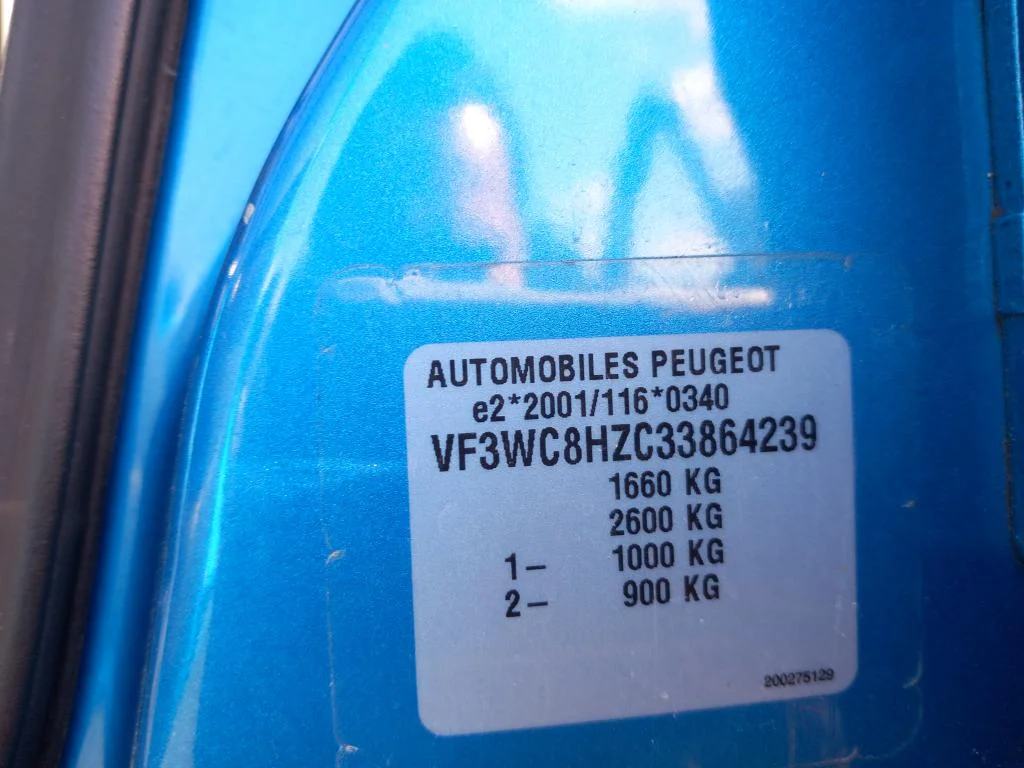 AUTOMOBILES PEUGEOT
e2*2001/116*0340
VF3WC8HZC33864239
1660 KG
2600 KG
1– 1000 KG
2– 900 KG
200275129